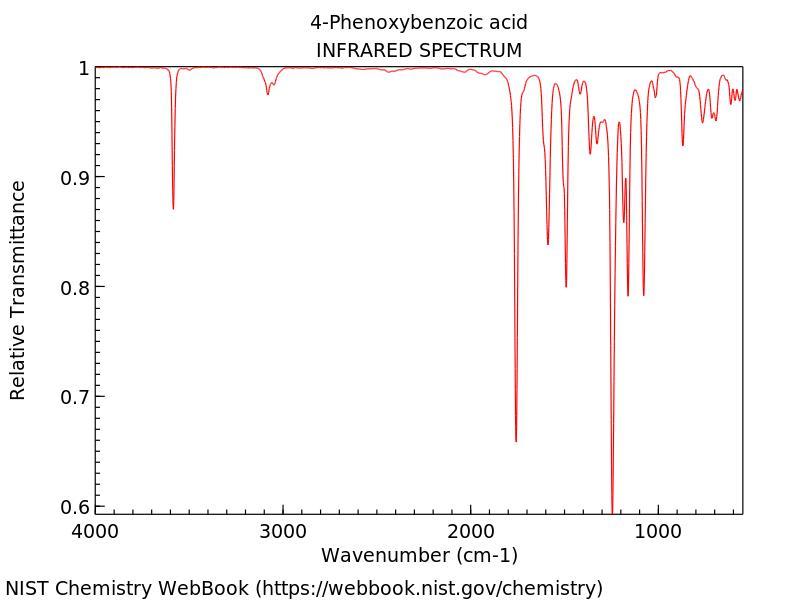 4-Phenoxybenzoic acid
INFRARED SPECTRUM
1
0.9
0.8
0.7
0.6
Relative Transmittance
4000 3000 2000 1000
Wavenumber (cm-1)
NIST Chemistry WebBook (https://webbook.nist.gov/chemistry)